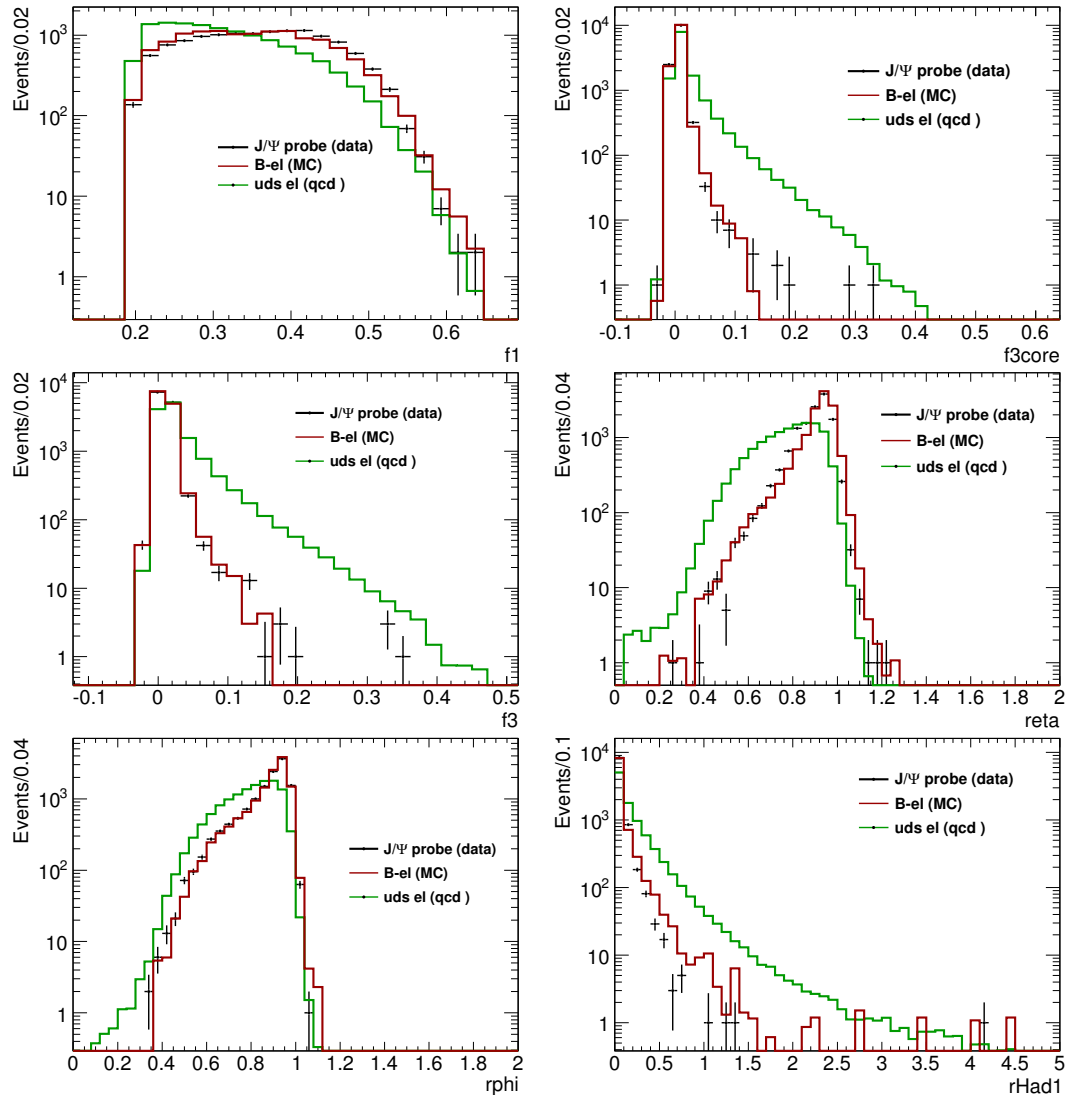 Events/0.02
10³
10²
10
1
J/Ψ probe (data)
B-el (MC)
uds el (qcd )
0.2 0.3 0.4 0.5 0.6
f1
Events/0.02
10⁴
10³
10²
10
1
J/Ψ probe (data)
B-el (MC)
uds el (qcd )
-0.1 0 0.1 0.2 0.3 0.4 0.5 0.6
f3core
Events/0.02
10⁴
10³
10²
10
1
J/Ψ probe (data)
B-el (MC)
uds el (qcd )
-0.1 0 0.1 0.2 0.3 0.4 0.5
f3
Events/0.04
10³
10²
10
1
J/Ψ probe (data)
B-el (MC)
uds el (qcd )
0 0.2 0.4 0.6 0.8 1 1.2 1.4 1.6 1.8 2
reta
Events/0.04
10³
10²
10
1
J/Ψ probe (data)
B-el (MC)
uds el (qcd )
0 0.2 0.4 0.6 0.8 1 1.2 1.4 1.6 1.8 2
rphi
Events/0.1
10⁴
10³
10²
10
1
J/Ψ probe (data)
B-el (MC)
uds el (qcd )
0 0.5 1 1.5 2 2.5 3 3.5 4 4.5 5
rHad1